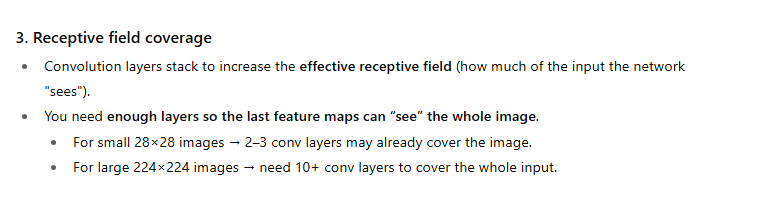 3. Receptive field coverage
• Convolution layers stack to increase the effective receptive field (how much of the input the network
"sees").
• You need enough layers so the last feature maps can “see” the whole image.
• For small 28×28 images → 2–3 conv layers may already cover the image.
• For large 224×224 images → need 10+ conv layers to cover the whole input.